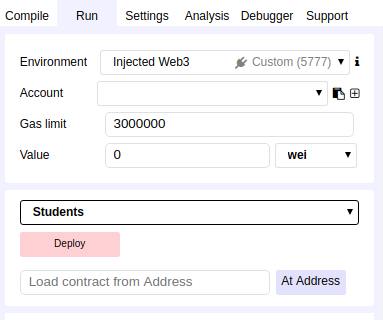 Compile Run Settings Analysis Debugger Support
Environment Injected Web3 Custom (5777)
Account
Gas limit 3000000
Value 0 wei
Students
Deploy
Load contract from Address At Address